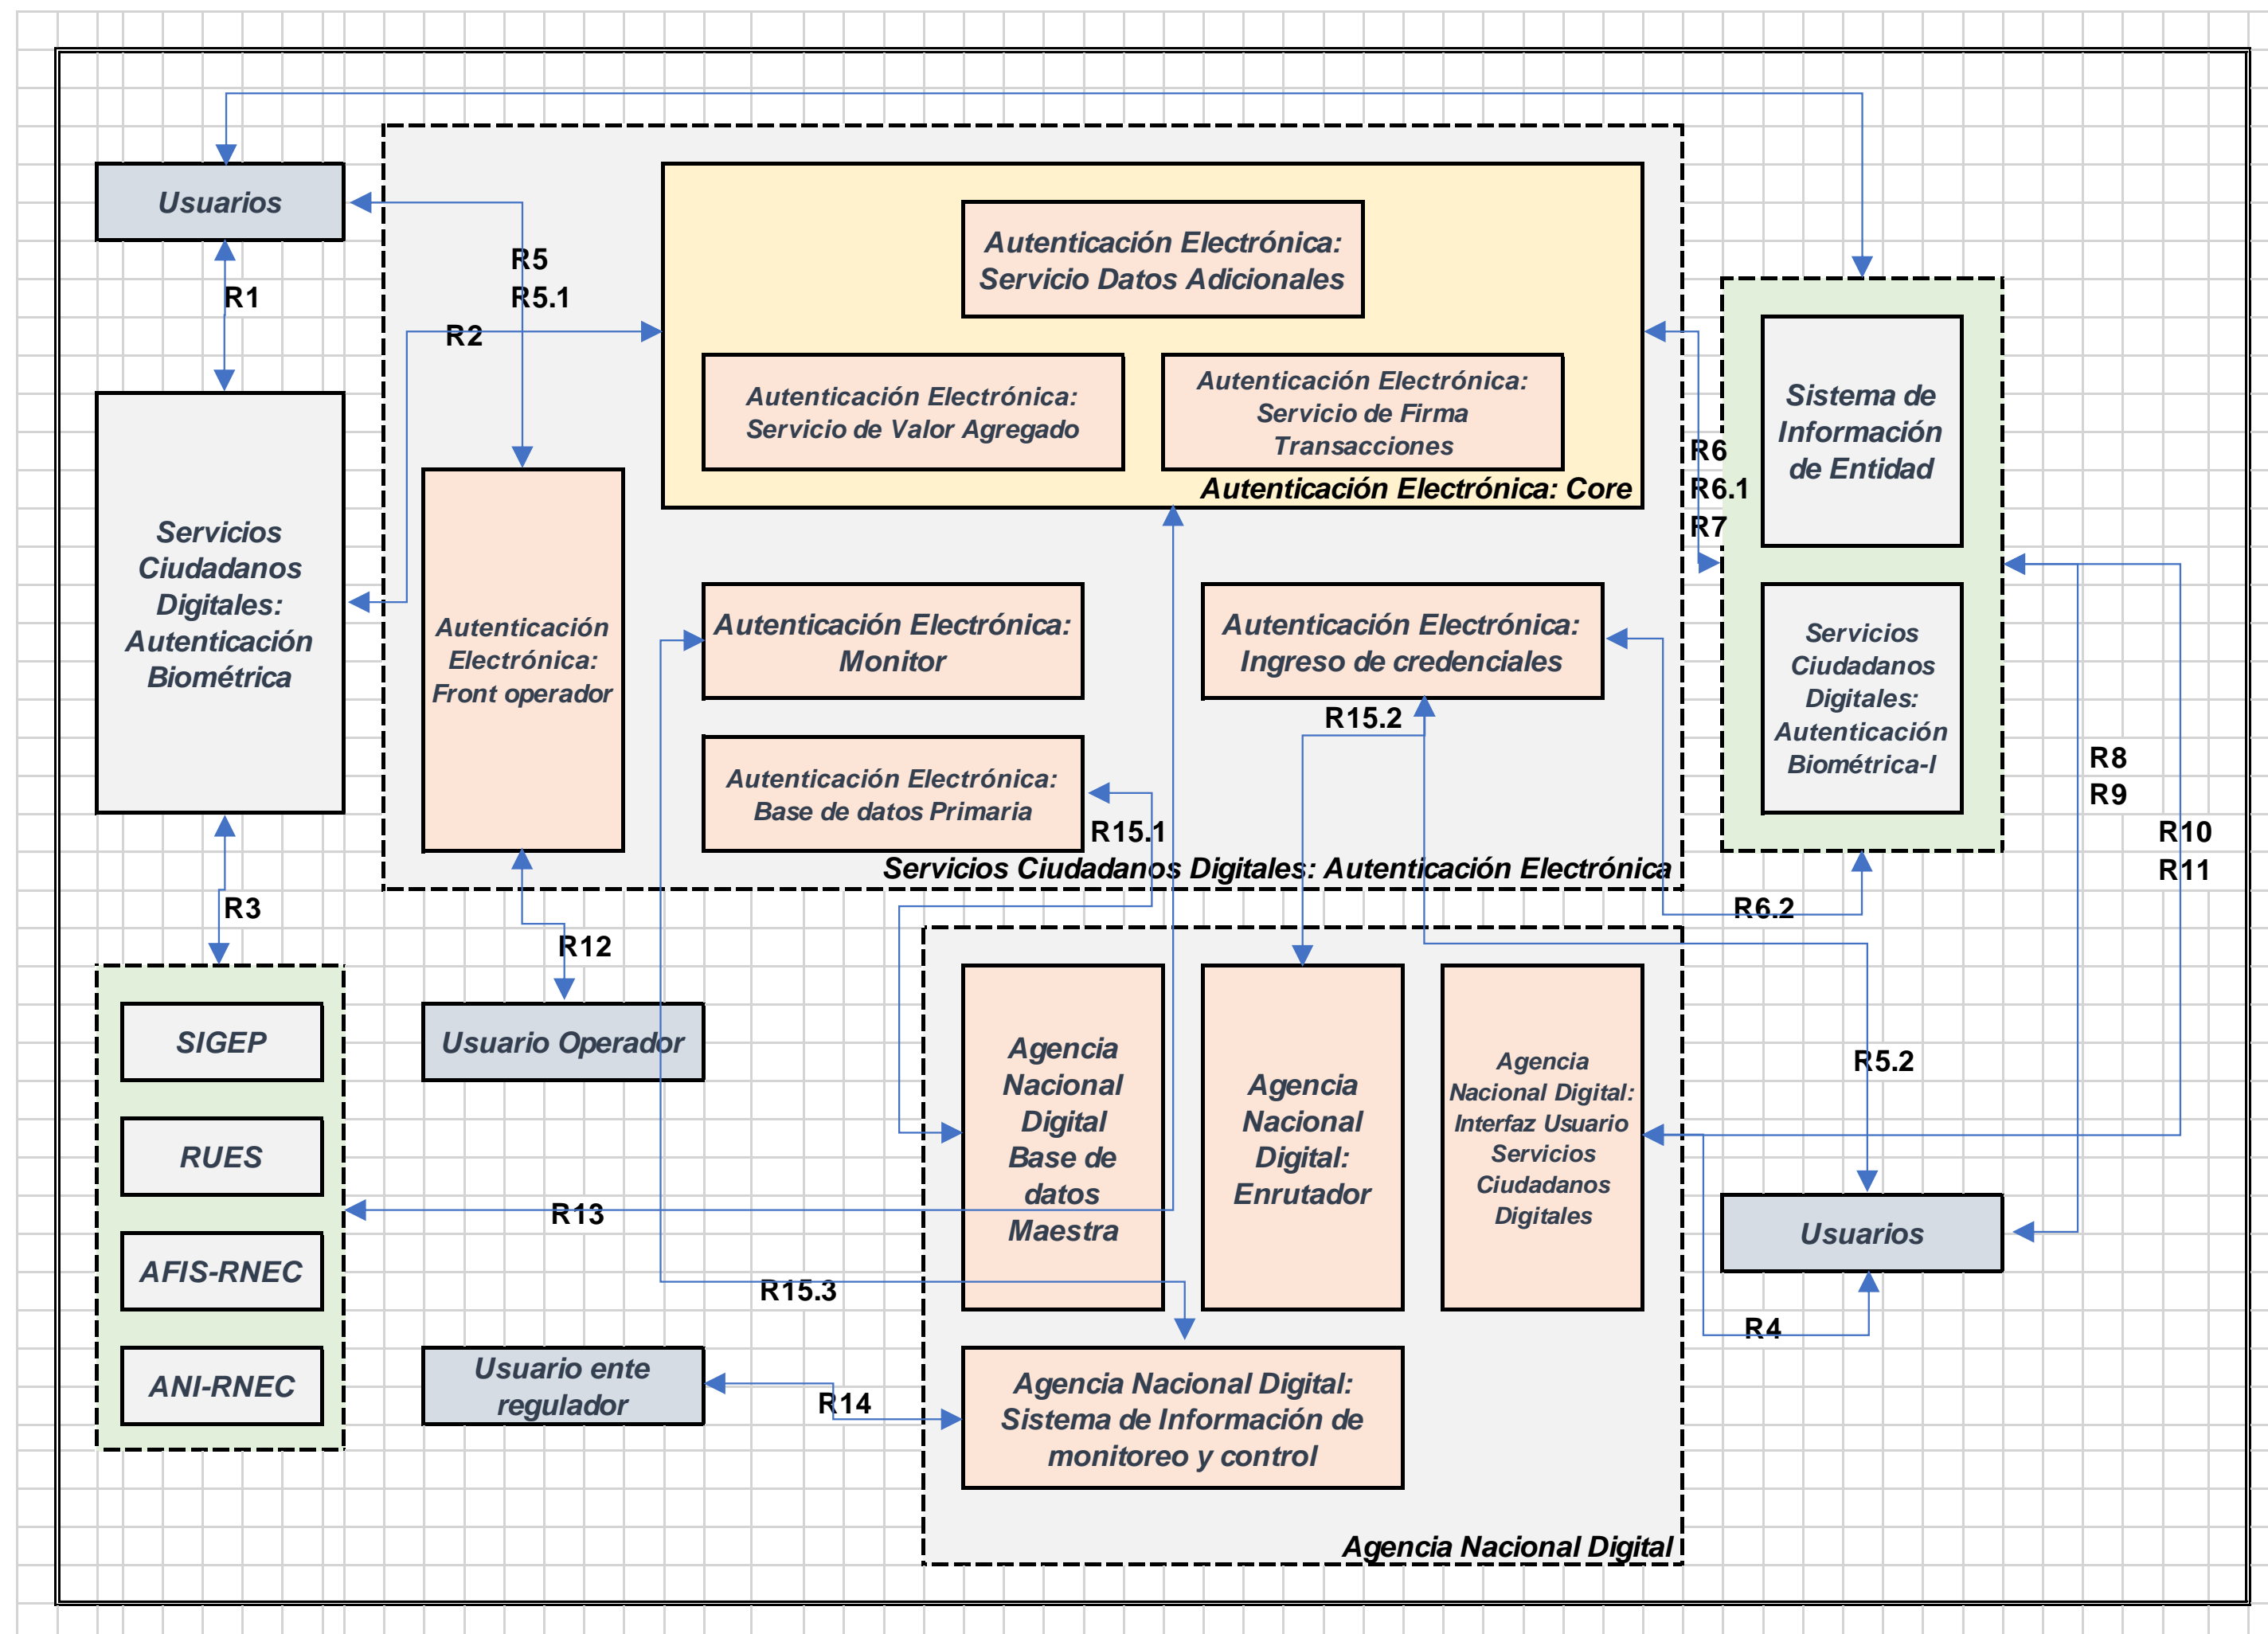 Usuarios
R1
R5
R5.1
R2
Servicios
Ciudadanos
Digitales:
Autenticación
Biométrica
R3
SIGEP
RUES
AFIS-RNEC
ANI-RNEC
Autenticación Electrónica:
Servicio Datos Adicionales
Autenticación Electrónica:
Servicio de Valor Agregado
Autenticación Electrónica:
Servicio de Firma
Transacciones
Autenticación Electrónica: Core
Autenticación
Electrónica:
Front operador
Autenticación Electrónica:
Monitor
Autenticación Electrónica:
Ingreso de credenciales
Autenticación Electrónica:
Base de datos Primaria
R15.2
R15.1
Servicios Ciudadanos Digitales: Autenticación Electrónica
R6
R6.1
R7
Sistema de
Información
de Entidad
Servicios
Ciudadanos
Digitales:
Autenticación
Biométrica-I
R8
R9
R10
R11
R6.2
R12
Usuario Operador
R13
R15.3
Usuario ente
regulador
R14
Agencia
Nacional
Digital
Base de
datos
Maestra
Agencia
Nacional
Digital:
Enrutador
Agencia
Nacional Digital:
Interfaz Usuario
Servicios
Ciudadanos
Digitales
Agencia Nacional Digital:
Sistema de Información de
monitoreo y control
Agencia Nacional Digital
R5.2
Usuarios
R4